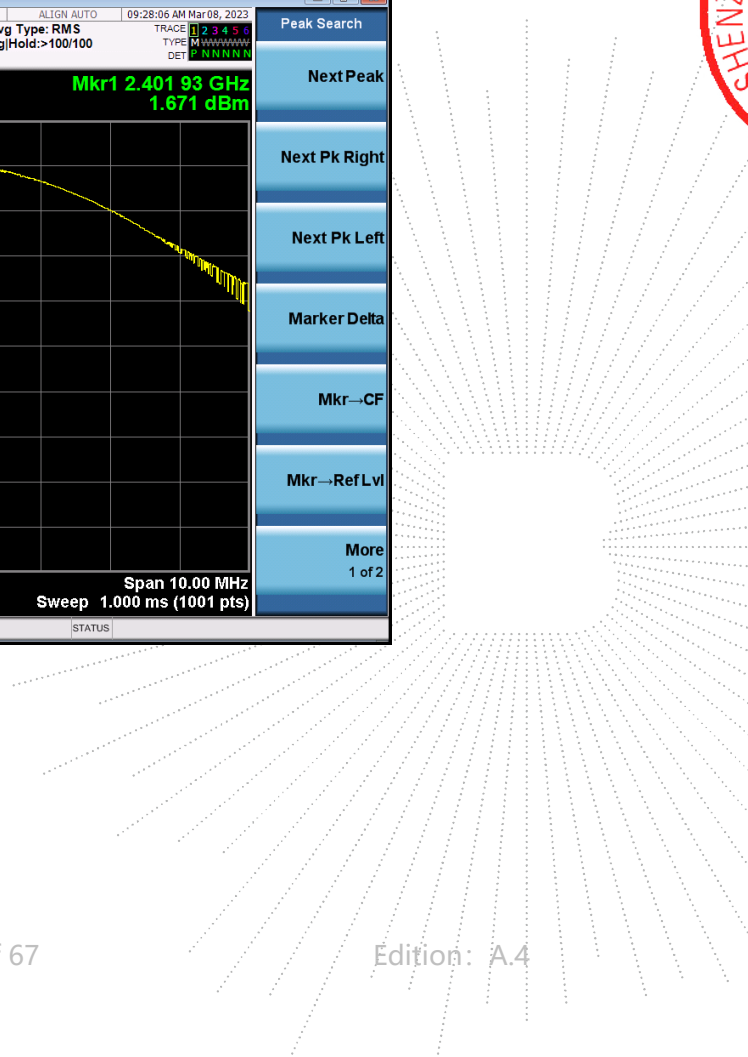 ALIGN AUTO 09:28:06 AM Mar 08, 2023
vg Type: RMS
g|Hold:>100/100
TRACE 1 2 3 4 5 6
TYPE M WWWWW
DET P N N N N N
Mkr1 2.401 93 GHz
1.671 dBm
Span 10.00 MHz
Sweep 1.000 ms (1001 pts)
STATUS
Peak Search
Next Peak
Next Pk Right
Next Pk Left
Marker Delta
Mkr→CF
Mkr→Ref Lvl
More
1 of 2
SHENZ
f 67
Edition: A.4